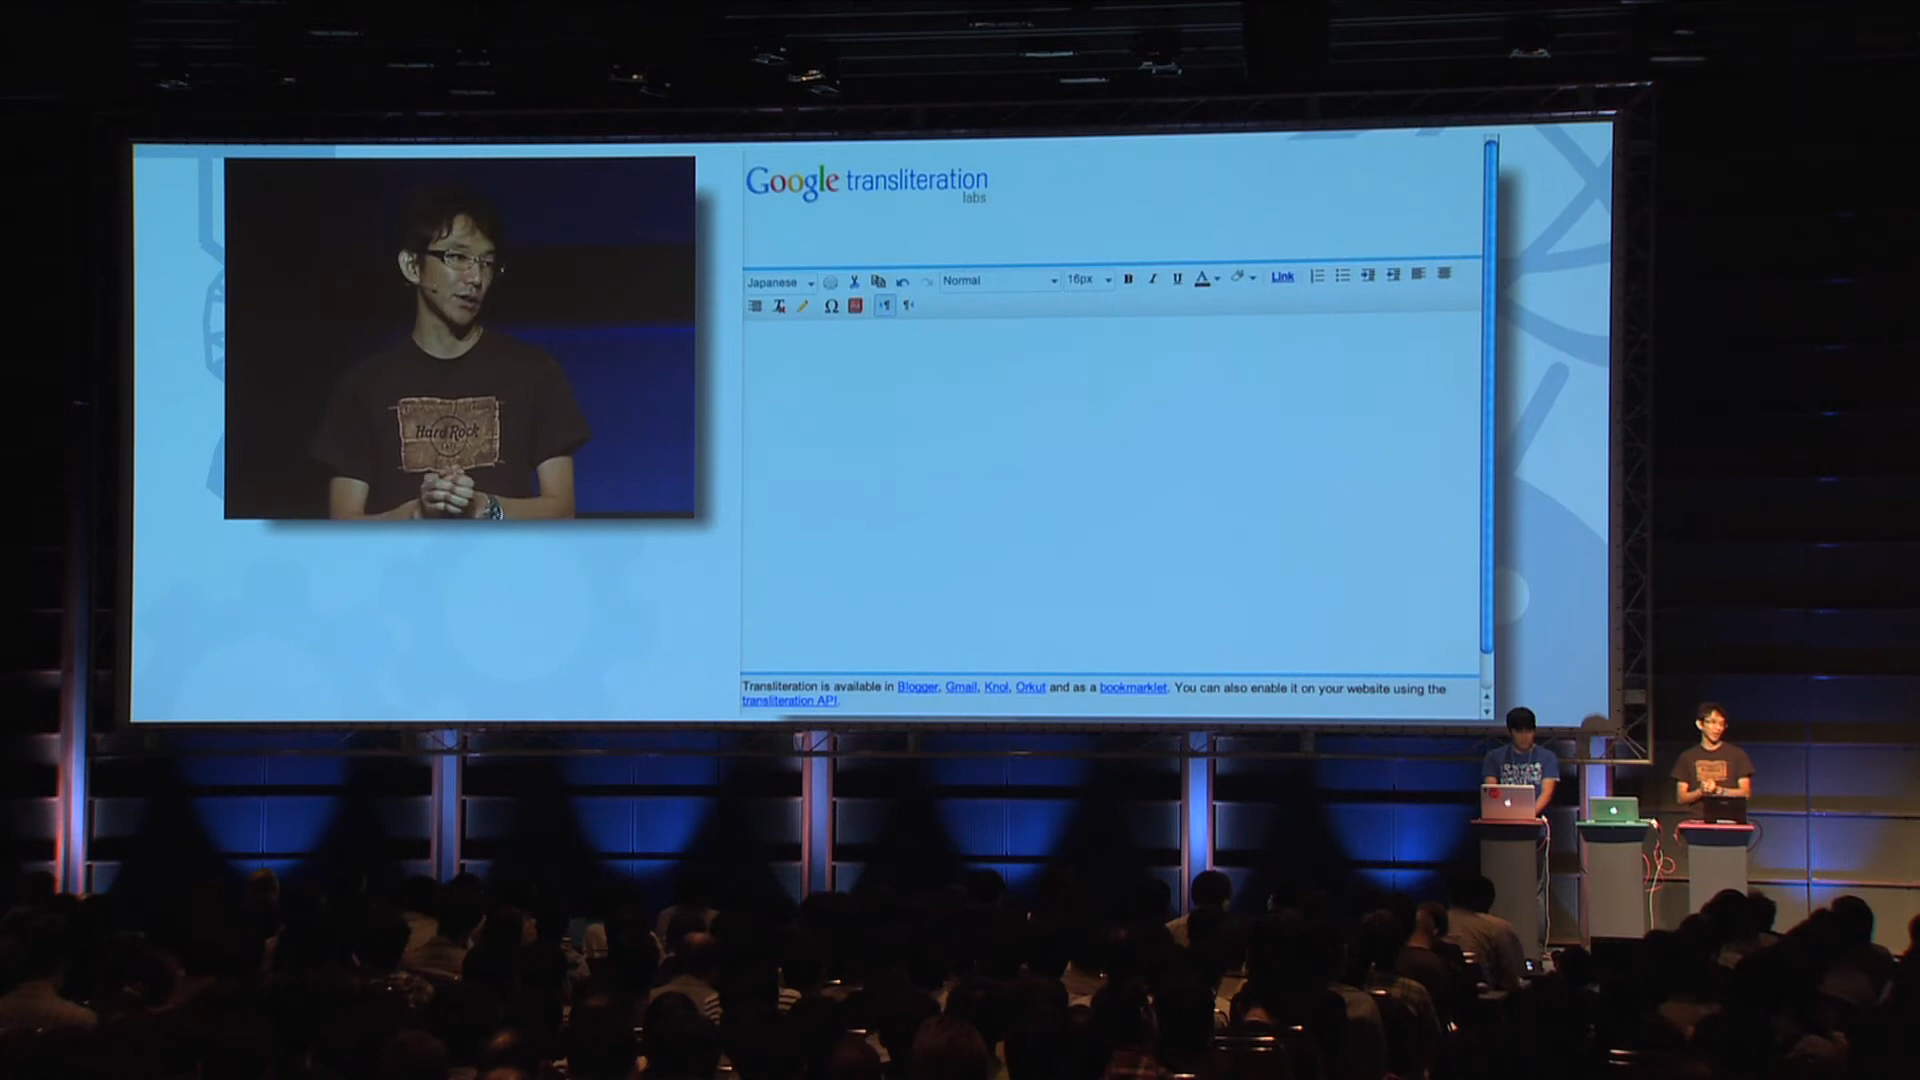 Google transliteration
labs
Japanese
Normal
16px
B I U A Link
Ω
Hard Rock
CAFE
Transliteration is available in Blogger, Gmail, Knol, Orkut and as a bookmarklet. You can also enable it on your website using the
transliteration API.